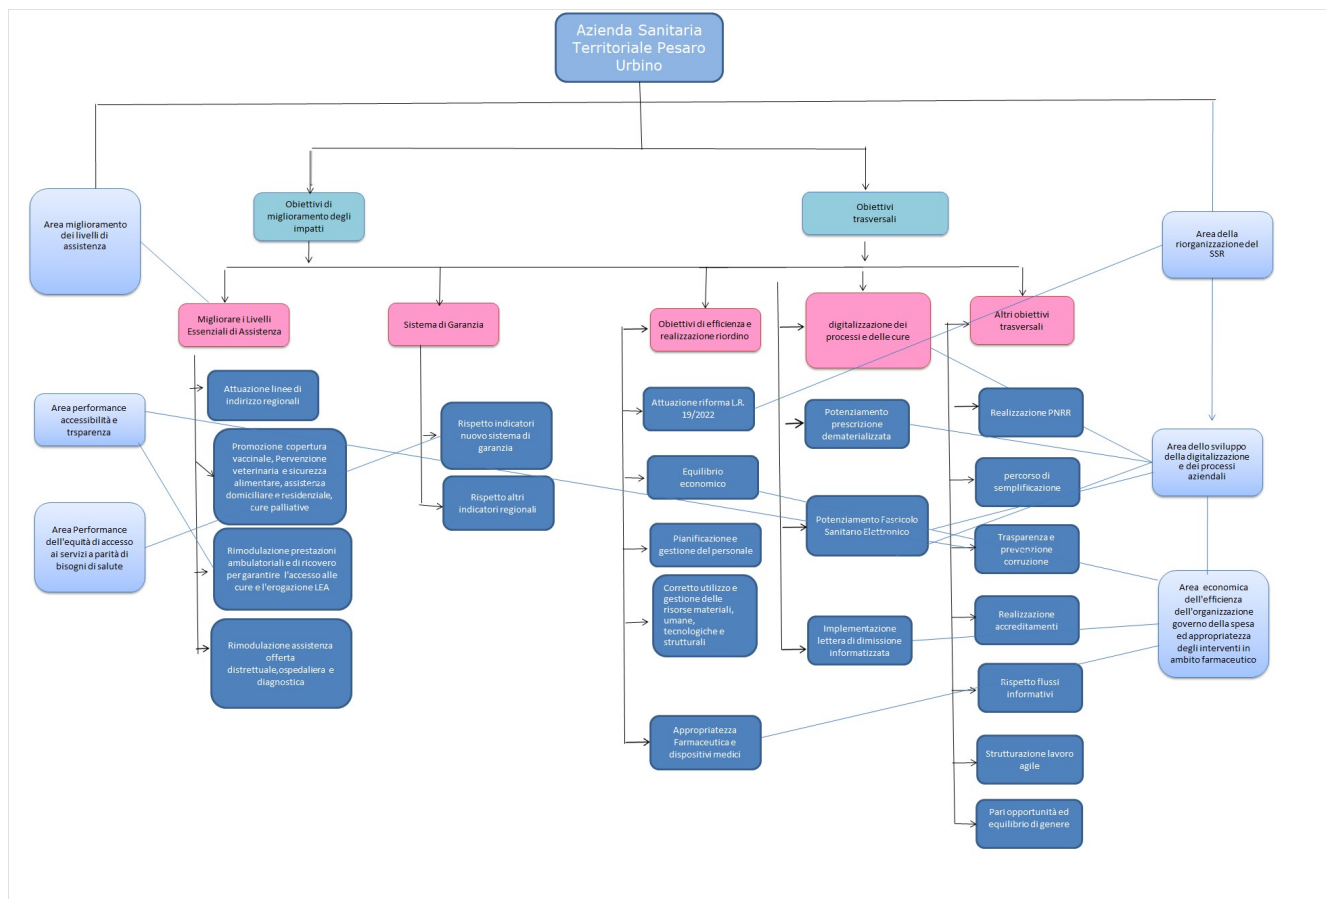 Azienda Sanitaria
Territoriale Pesaro
Urbino
Area miglioramento
dei livelli di
assistenza
Obiettivi di
miglioramento degli
impatti
Obiettivi
trasversali
Area della
riorganizzazione del
SSR
Migliorare i Livelli
Essenziali di Assistenza
Sistema di Garanzia
Obiettivi di efficienza e
realizzazione riordino
digitalizzazione dei
processi e delle cure
Altri obiettivi
trasversali
Area performance
accessibilità e
trsparenza
Area Performance
dell'equità di accesso
ai servizi a parità di
bisogni di salute
Attuazione linee di
indirizzo regionali
Promozione copertura
vaccinale, Pervenzione
veterinaria e sicurezza
alimentare, assistenza
domiciliare e residenziale,
cure palliative
Rimodulazione prestazioni
ambulatoriali e di ricovero
per garantire l'accesso alle
cure e l'erogazione LEA
Rimodulazione assistenza
offerta
distrettuale,ospedaliera e
diagnostica
Rispetto indicatori
nuovo sistema di
garanzia
Rispetto altri
indicatori regionali
Attuazione riforma L.R.
19/2022
Equilibrio
economico
Pianificazione e
gestione del personale
Corretto utilizzo e
gestione delle
risorse materiali,
umane,
tecnologiche e
strutturali
Appropriatezza
Farmaceutica e
dispositivi medici
Potenziamento
prescrizione
dematerializzata
Potenziamento Fascicolo
Sanitario Elettronico
Implementazione
lettera di dimissione
informatizzata
Realizzazione PNRR
percorso di
semplifiicazione
Trasparenza e
prevenzione
corruzione
Realizzazione
accreditamenti
Rispetto flussi
informativi
Strutturazione lavoro
agile
Pari opportunità ed
equilibrio di genere
Area dello sviluppo
della digitalizzazione
e dei processi
aziendali
Area economica
dell'efficienza
dell'organizzazione
governo della spesa
ed appropriatezza
degli interventi in
ambito farmaceutico